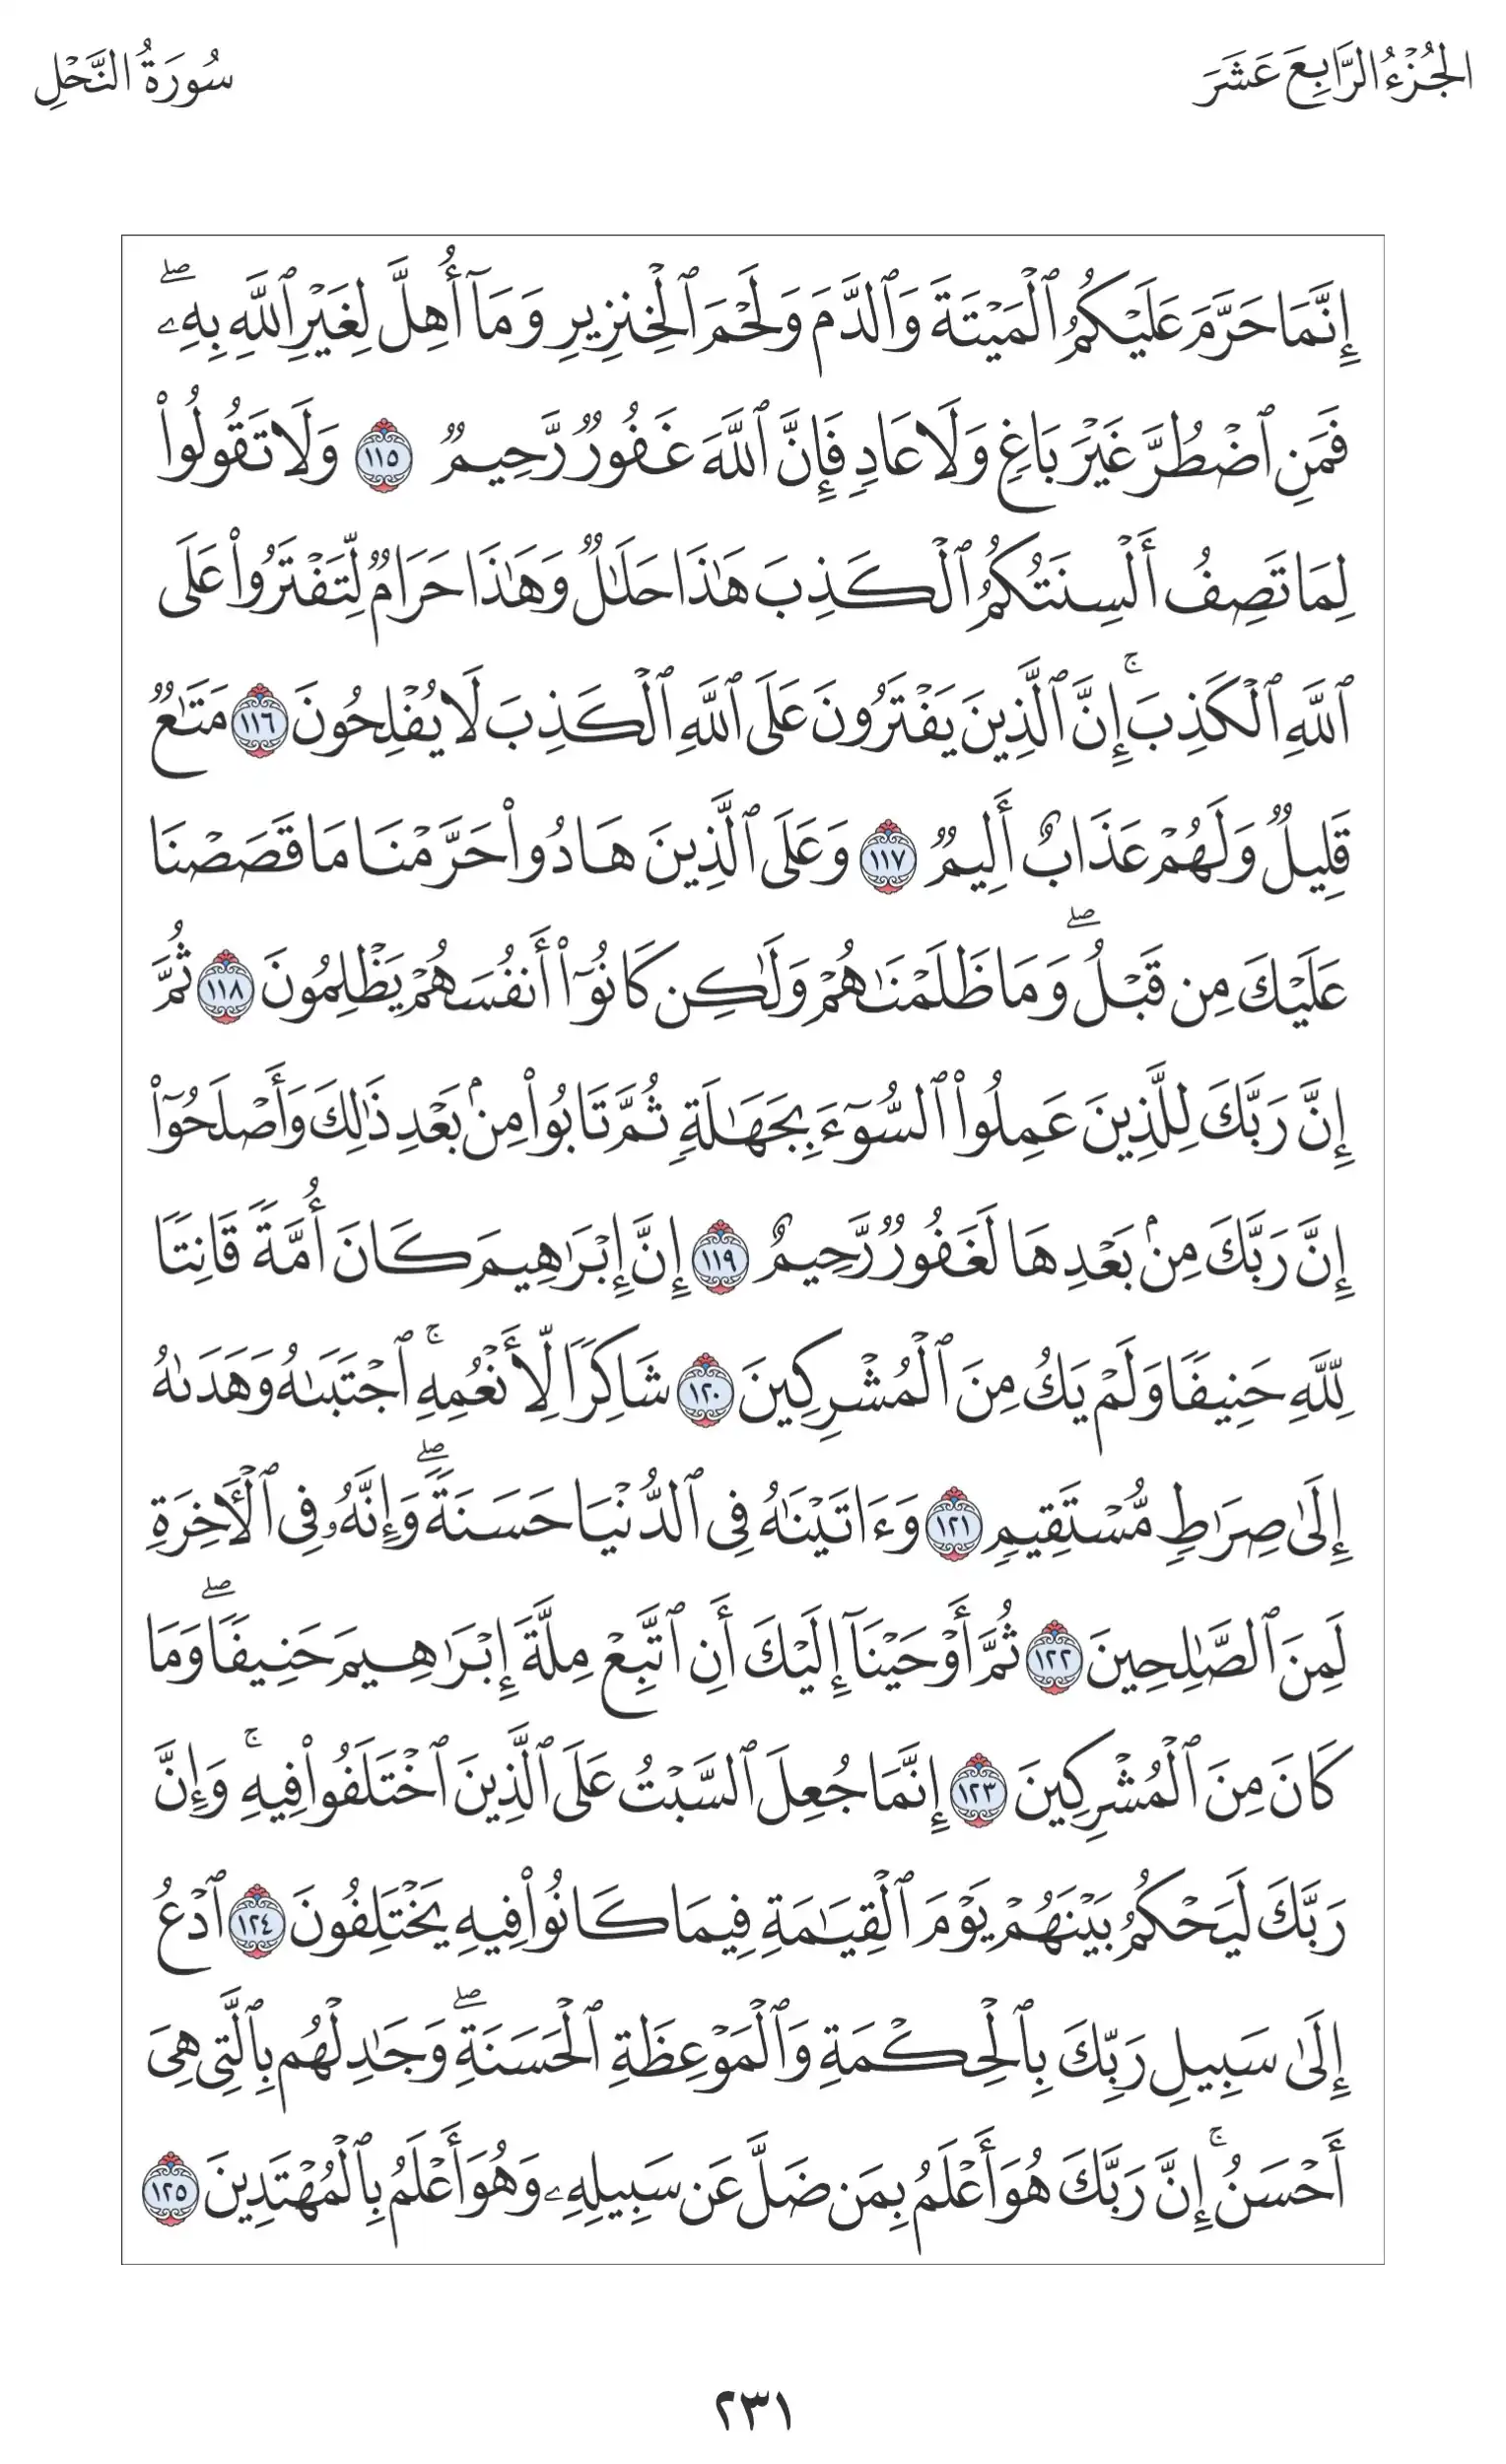 الجُزْءُ الرَّابِعَ عَشَرَ
سُورَةُ النَّحْلِ
إِنَّمَا حَرَّمَ عَلَيْكُمُ ٱلْمَيْتَةَ وَٱلدَّمَ وَلَحْمَ ٱلْخِنزِيرِ وَمَآ أُهِلَّ لِغَيْرِ ٱللَّهِ بِهِۦۖ
فَمَنِ ٱضْطُرَّ غَيْرَ بَاغٍ وَلَا عَادٍ فَإِنَّ ٱللَّهَ غَفُورٌ رَّحِيمٌ ١١٥ وَلَا تَقُولُوا۟
لِمَا تَصِفُ أَلْسِنَتُكُمُ ٱلْكَذِبَ هَٰذَا حَلَٰلٌ وَهَٰذَا حَرَامٌ لِّتَفْتَرُوا۟ عَلَى
ٱللَّهِ ٱلْكَذِبَۚ إِنَّ ٱلَّذِينَ يَفْتَرُونَ عَلَى ٱللَّهِ ٱلْكَذِبَ لَا يُفْلِحُونَ ١١٦ مَتَٰعٌ
قَلِيلٌ وَلَهُمْ عَذَابٌ أَلِيمٌ ١١٧ وَعَلَى ٱلَّذِينَ هَادُوا۟ حَرَّمْنَا مَا قَصَصْنَا
عَلَيْكَ مِن قَبْلُۖ وَمَا ظَلَمْنَٰهُمْ وَلَٰكِن كَانُوٓا۟ أَنفُسَهُمْ يَظْلِمُونَ ١١٨ ثُمَّ
إِنَّ رَبَّكَ لِلَّذِينَ عَمِلُوا۟ ٱلسُّوٓءَ بِجَهَٰلَةٍ ثُمَّ تَابُوا۟ مِنۢ بَعْدِ ذَٰلِكَ وَأَصْلَحُوٓا۟
إِنَّ رَبَّكَ مِنۢ بَعْدِهَا لَغَفُورٌ رَّحِيمٌ ١١٩ إِنَّ إِبْرَٰهِيمَ كَانَ أُمَّةً قَانِتًا
لِّلَّهِ حَنِيفًا وَلَمْ يَكُ مِنَ ٱلْمُشْرِكِينَ ١٢٠ شَاكِرًا لِّأَنْعُمِهِۚ ٱجْتَبَىٰهُ وَهَدَىٰهُ
إِلَىٰ صِرَٰطٍ مُّسْتَقِيمٍ ١٢١ وَءَاتَيْنَٰهُ فِى ٱلدُّنْيَا حَسَنَةًۖ وَإِنَّهُۥ فِى ٱلْءَاخِرَةِ
لَمِنَ ٱلصَّٰلِحِينَ ١٢٢ ثُمَّ أَوْحَيْنَآ إِلَيْكَ أَنِ ٱتَّبِعْ مِلَّةَ إِبْرَٰهِيمَ حَنِيفًاۖ وَمَا
كَانَ مِنَ ٱلْمُشْرِكِينَ ١٢٣ إِنَّمَا جُعِلَ ٱلسَّبْتُ عَلَى ٱلَّذِينَ ٱخْتَلَفُوا۟ فِيهِۚ وَإِنَّ
رَبَّكَ لَيَحْكُمُ بَيْنَهُمْ يَوْمَ ٱلْقِيَٰمَةِ فِيمَا كَانُوا۟ فِيهِ يَخْتَلِفُونَ ١٢٤ ٱدْعُ
إِلَىٰ سَبِيلِ رَبِّكَ بِٱلْحِكْمَةِ وَٱلْمَوْعِظَةِ ٱلْحَسَنَةِۖ وَجَٰدِلْهُم بِٱلَّتِى هِىَ
أَحْسَنُۚ إِنَّ رَبَّكَ هُوَ أَعْلَمُ بِمَن ضَلَّ عَن سَبِيلِهِۦ وَهُوَ أَعْلَمُ بِٱلْمُهْتَدِينَ ١٢٥
٢٣١